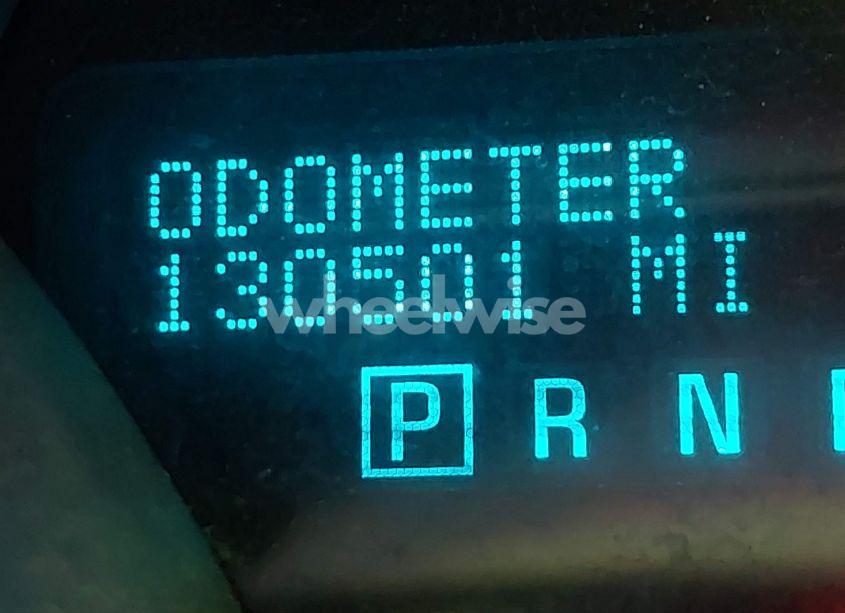 ODOMETER
130501 MI
wheelwise
P R N